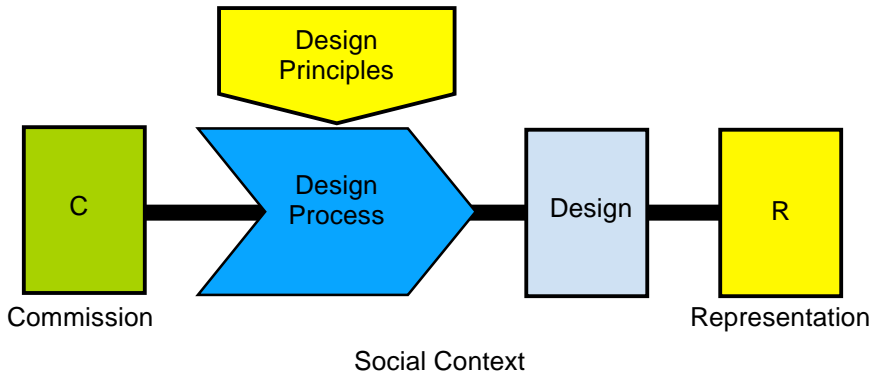 Design
Principles
C
Design
Process
Design
R
Commission
Representation
Social Context